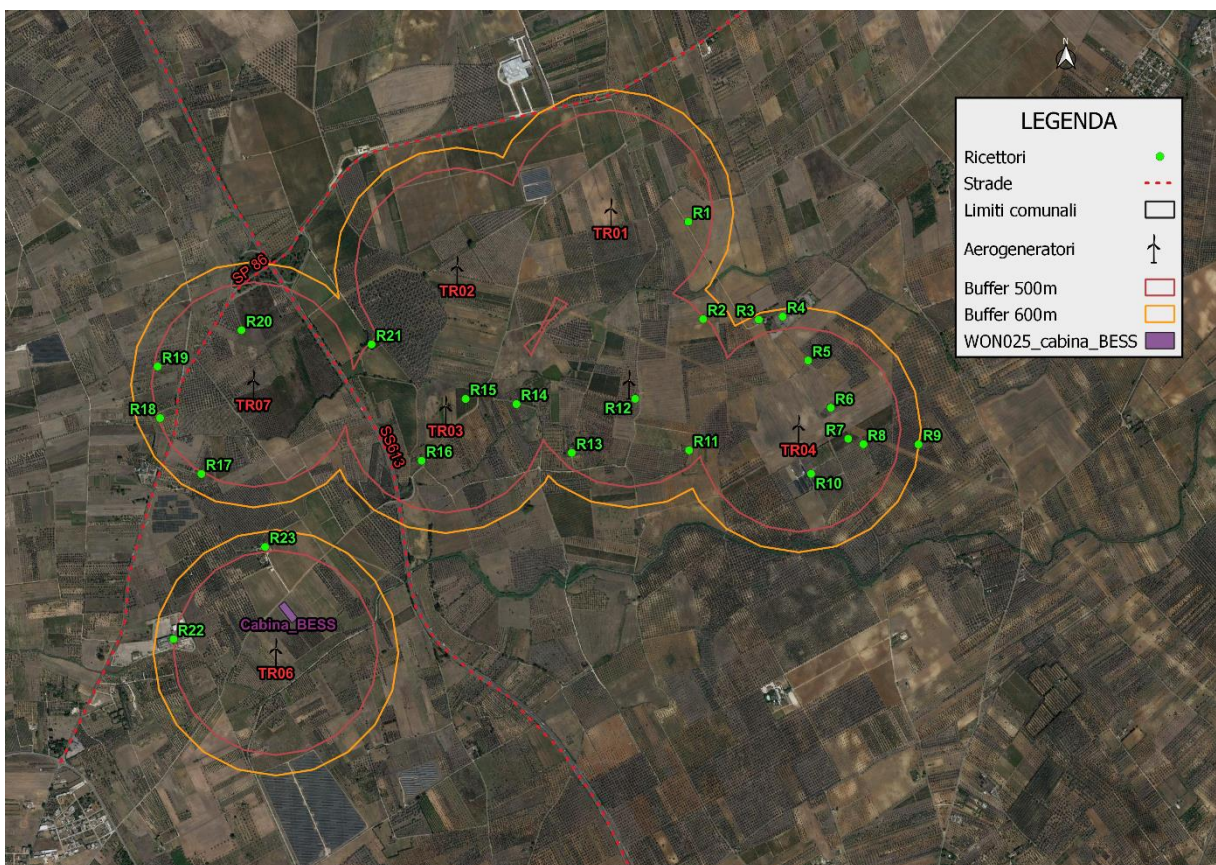 N
LEGENDA
Ricettori
Strade
Limiti comunali
Aerogeneratori
Buffer 500m
Buffer 600m
WON025_cabina_BESS
R1
TR01
SP 86
TR02
R2
R3
R4
R20
R21
R5
R19
TR07
R15
R14
R12
R6
R18
TR03
SS613
R16
R13
R11
TR04
R7
R8
R9
R17
R10
R23
Cabina_BESS
R22
TR06